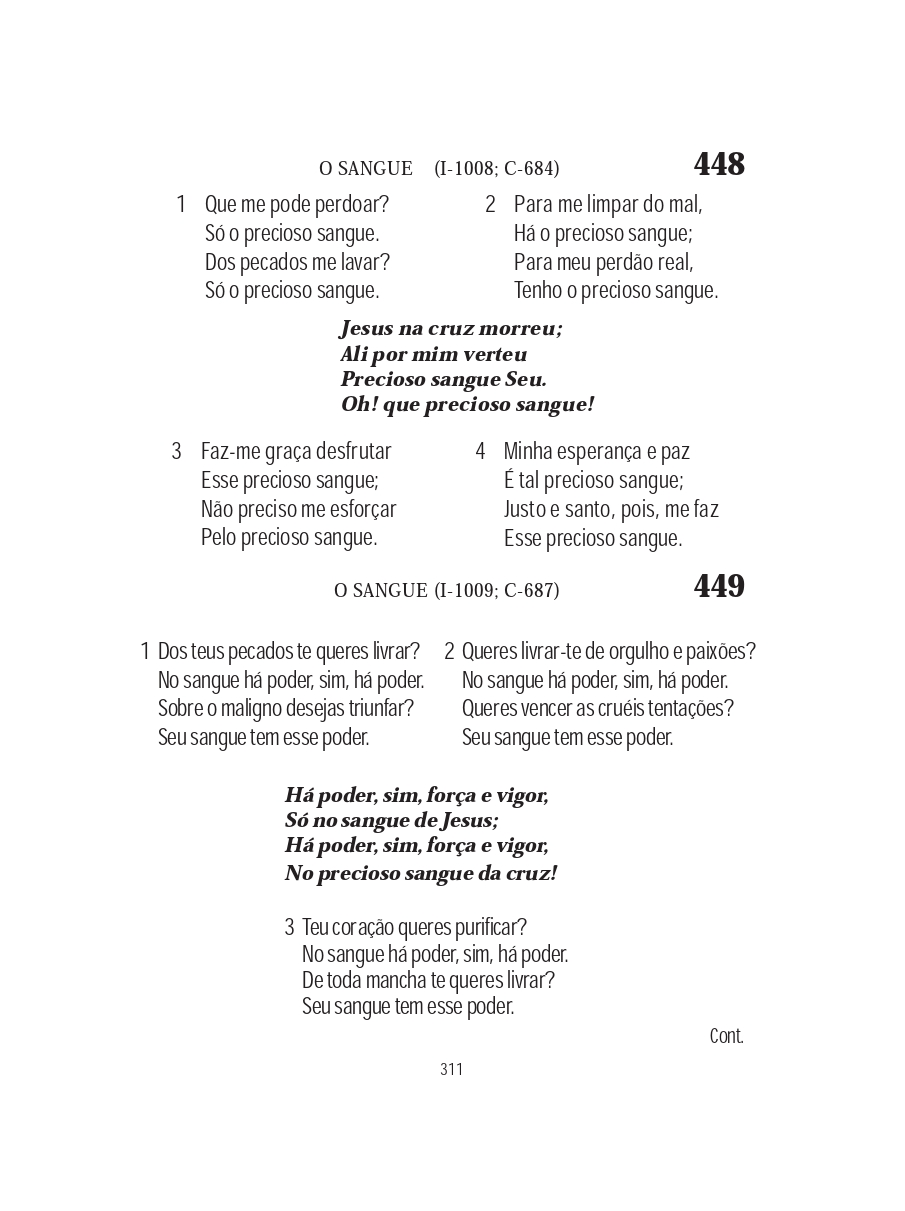 O SANGUE (I-1008; C-684) 448
1 Que me pode perdoar?
Só o precioso sangue.
Dos pecados me lavar?
Só o precioso sangue.
2 Para me limpar do mal,
Há o precioso sangue;
Para meu perdão real,
Tenho o precioso sangue.
Jesus na cruz morreu;
Ali por mim verteu
Precioso sangue Seu.
Oh! que precioso sangue!
3 Faz-me graça desfrutar
Esse precioso sangue;
Não preciso me esforçar
Pelo precioso sangue.
4 Minha esperança e paz
É tal precioso sangue;
Justo e santo, pois, me faz
Esse precioso sangue.
O SANGUE (I-1009; C-687) 449
1 Dos teus pecados te queres livrar?
No sangue há poder, sim, há poder.
Sobre o maligno desejas triunfar?
Seu sangue tem esse poder.
2 Queres livrar-te de orgulho e paixões?
No sangue há poder, sim, há poder.
Queres vencer as cruéis tentações?
Seu sangue tem esse poder.
Há poder, sim, força e vigor,
Só no sangue de Jesus;
Há poder, sim, força e vigor,
No precioso sangue da cruz!
3 Teu coração queres purificar?
No sangue há poder, sim, há poder.
De toda mancha te queres livrar?
Seu sangue tem esse poder.
Cont.
311